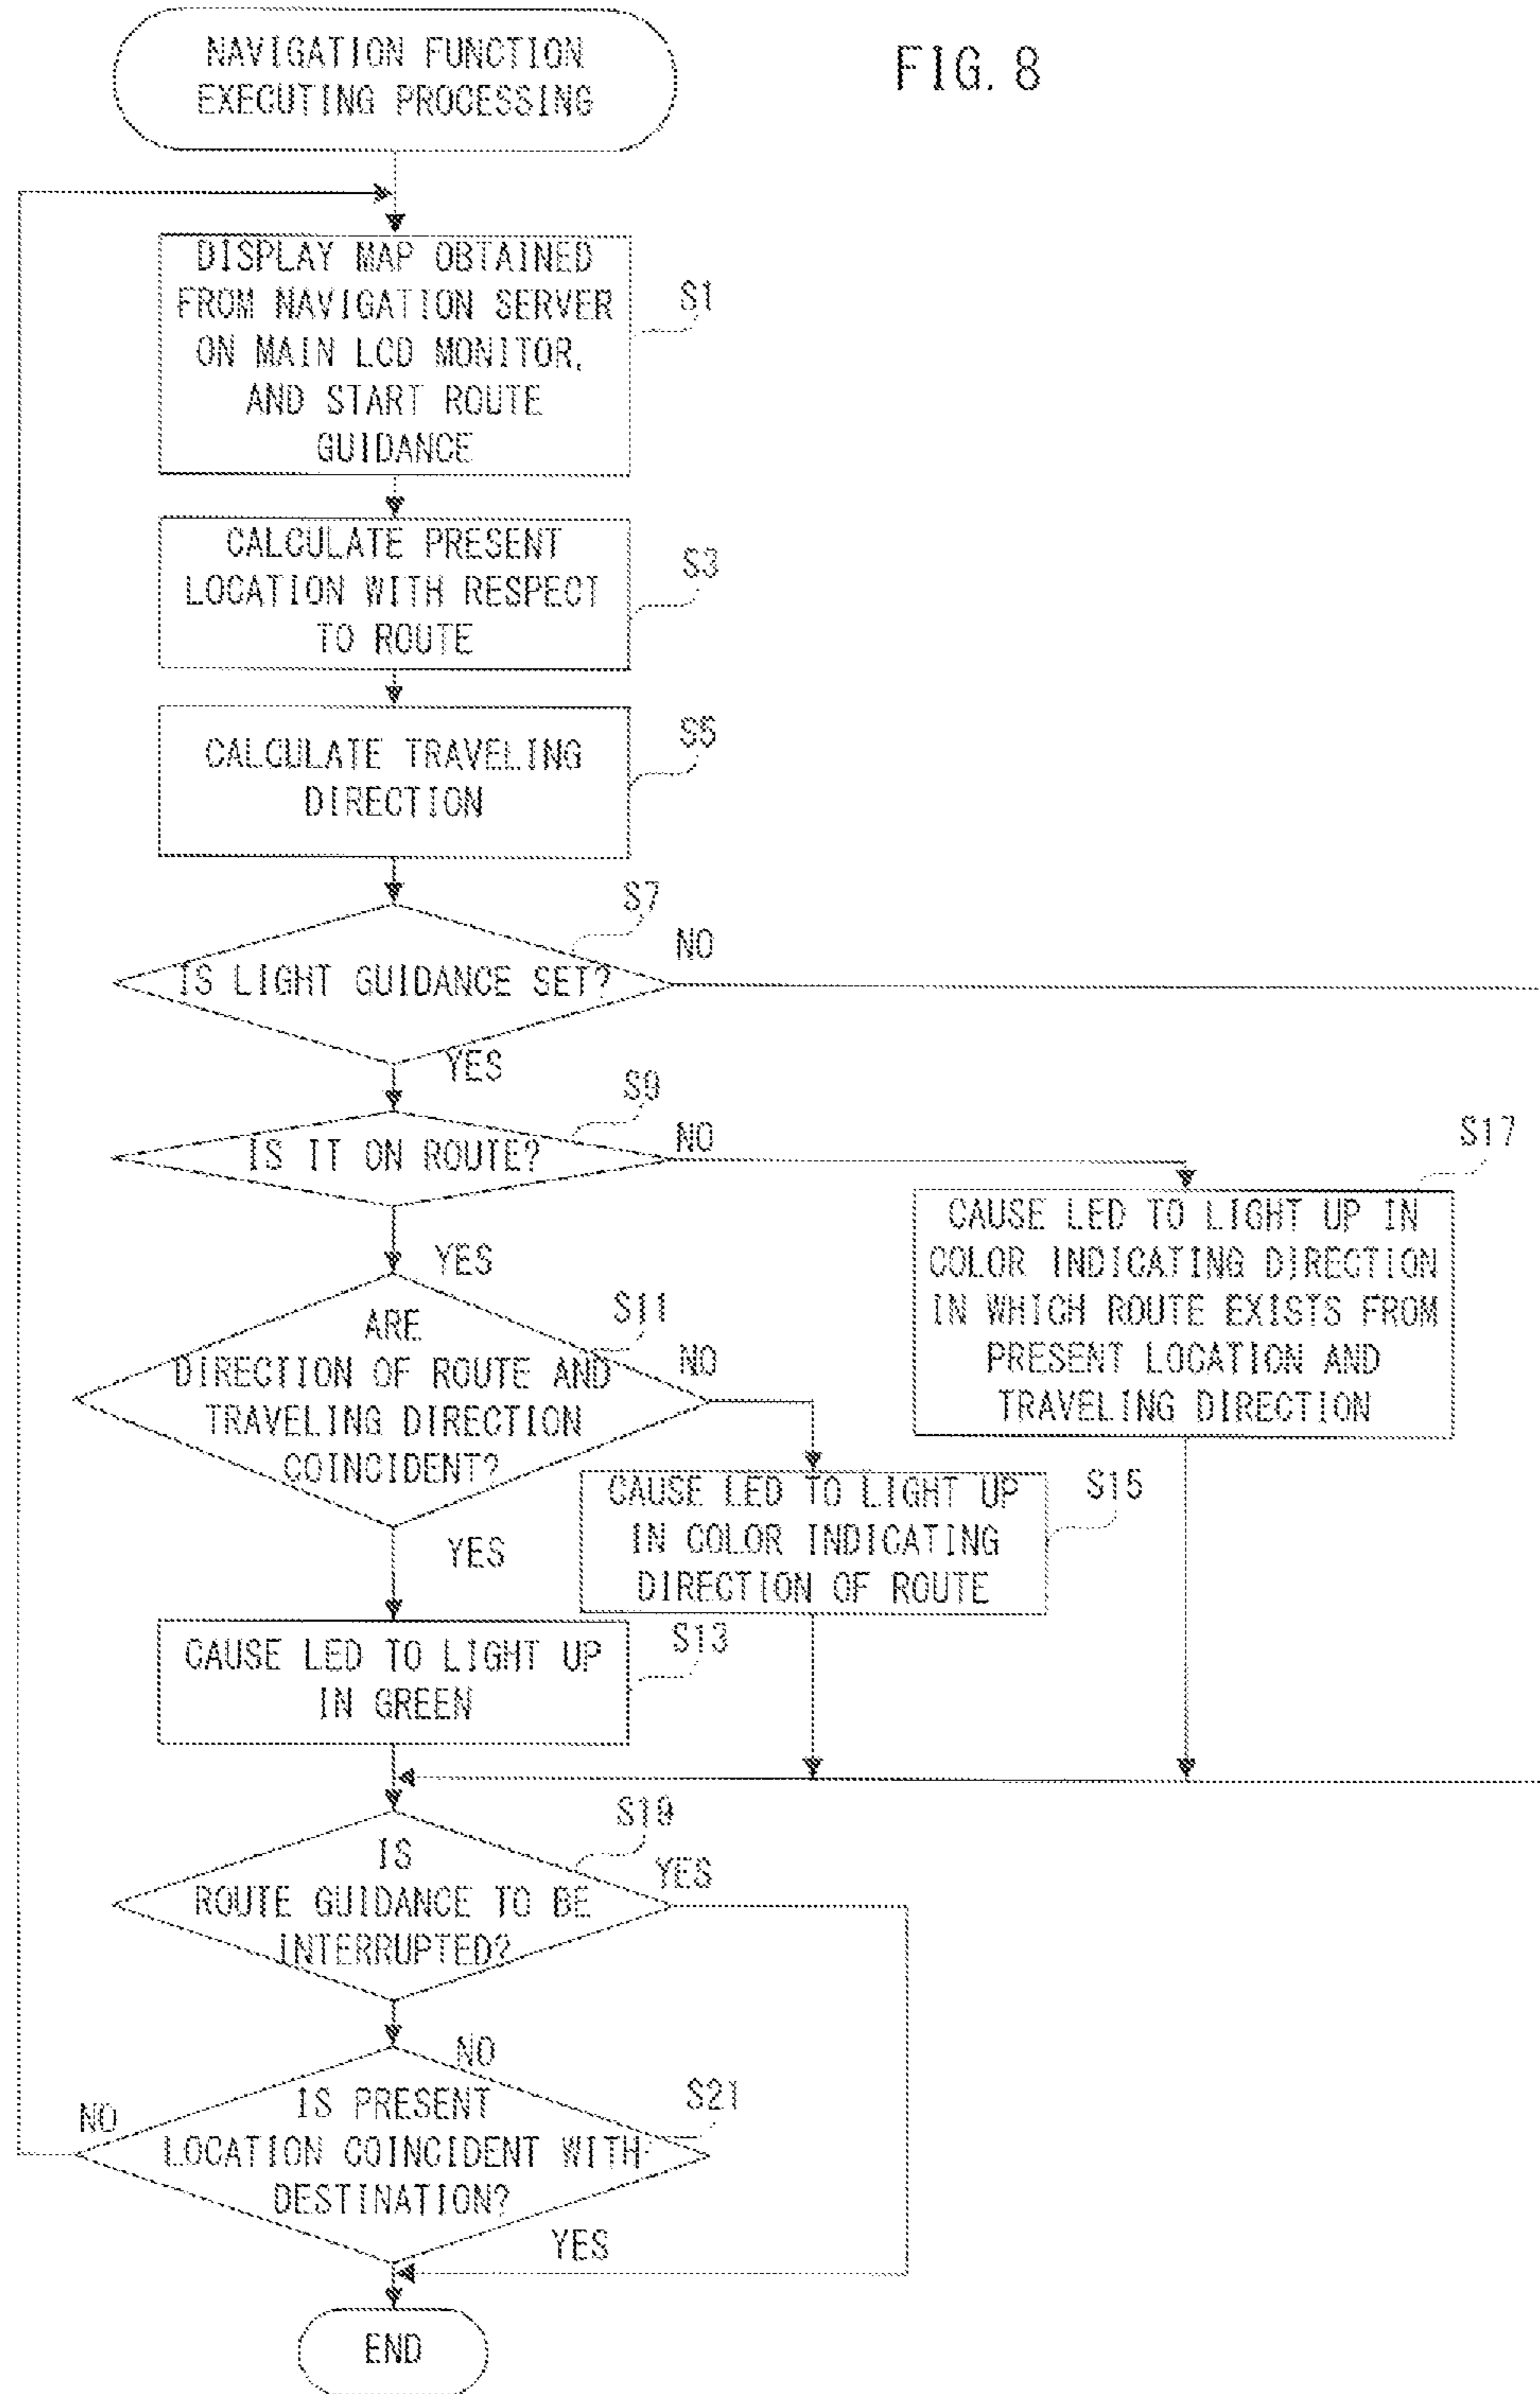 FIG. 8
NAVIGATION FUNCTION
EXECUTING PROCESSING
DISPLAY MAP OBTAINED
FROM NAVIGATION SERVER
ON MAIN LCD MONITOR,
AND START ROUTE
GUIDANCE
S1
CALCULATE PRESENT
LOCATION WITH RESPECT
TO ROUTE
S3
CALCULATE TRAVELING
DIRECTION
S5
S7
IS LIGHT GUIDANCE SET?
NO
YES
S9
IS IT ON ROUTE?
NO
YES
S17
CAUSE LED TO LIGHT UP IN
COLOR INDICATING DIRECTION
IN WHICH ROUTE EXISTS FROM
PRESENT LOCATION AND
TRAVELING DIRECTION
S11
ARE
DIRECTION OF ROUTE AND
TRAVELING DIRECTION
COINCIDENT?
NO
YES
S15
CAUSE LED TO LIGHT UP
IN COLOR INDICATING
DIRECTION OF ROUTE
S13
CAUSE LED TO LIGHT UP
IN GREEN
S19
IS
ROUTE GUIDANCE TO BE
INTERRUPTED?
YES
NO
S21
IS PRESENT
LOCATION COINCIDENT WITH
DESTINATION?
NO
YES
END